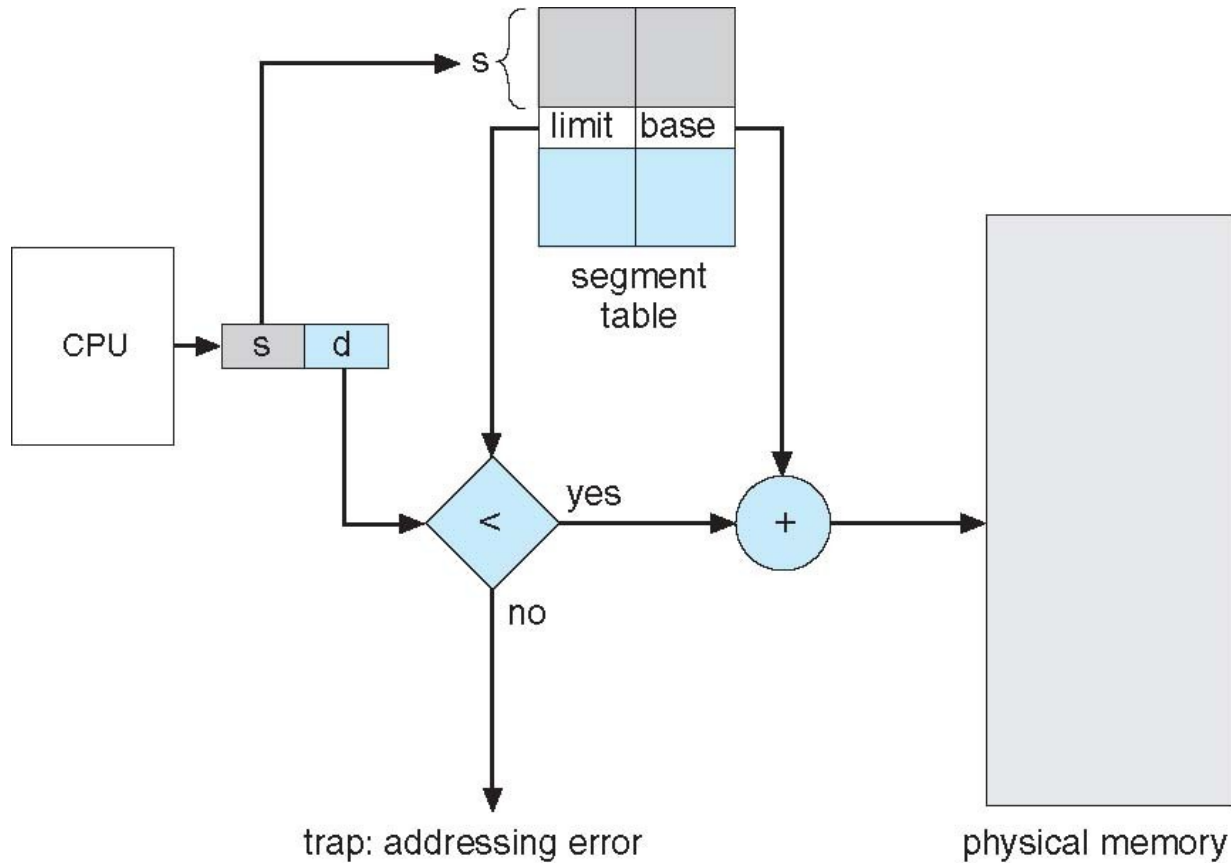 s
limit base
segment
table
CPU
s d
yes
<
+
no
trap: addressing error
physical memory